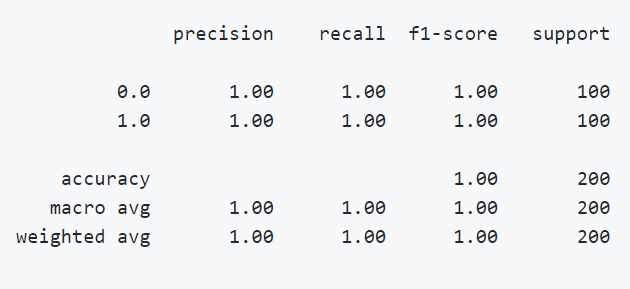 precision recall f1-score support
0.0 1.00 1.00 1.00 100
1.0 1.00 1.00 1.00 100
accuracy 1.00 200
macro avg 1.00 1.00 1.00 200
weighted avg 1.00 1.00 1.00 200